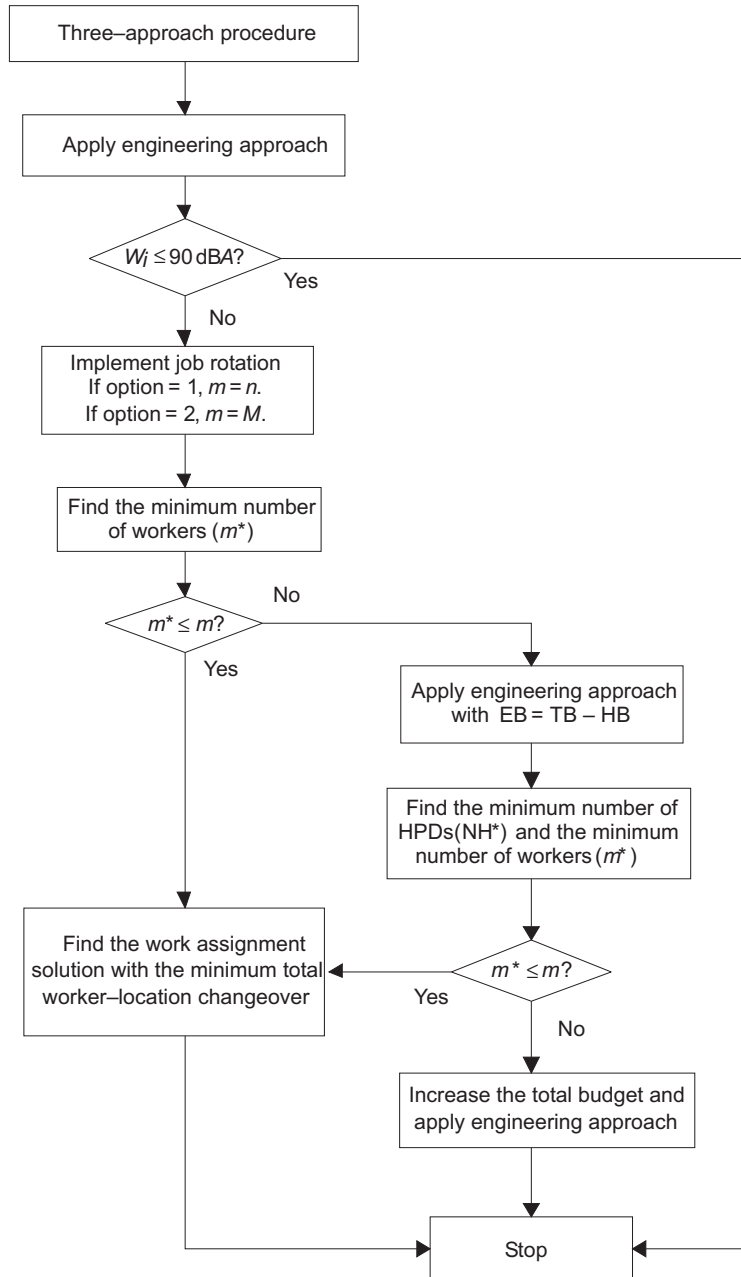 Three–approach procedure
Apply engineering approach
Wj ≤ 90 dBA?
Yes
No
Implement job rotation
If option = 1, m = n.
If option = 2, m = M.
Find the minimum number
of workers (m*)
No
m* ≤ m?
Yes
Apply engineering approach
with EB = TB – HB
Find the minimum number of
HPDs(NH*) and the minimum
number of workers (m*)
Find the work assignment
solution with the minimum total
worker–location changeover
m* ≤ m?
Yes
No
Increase the total budget and
apply engineering approach
Stop